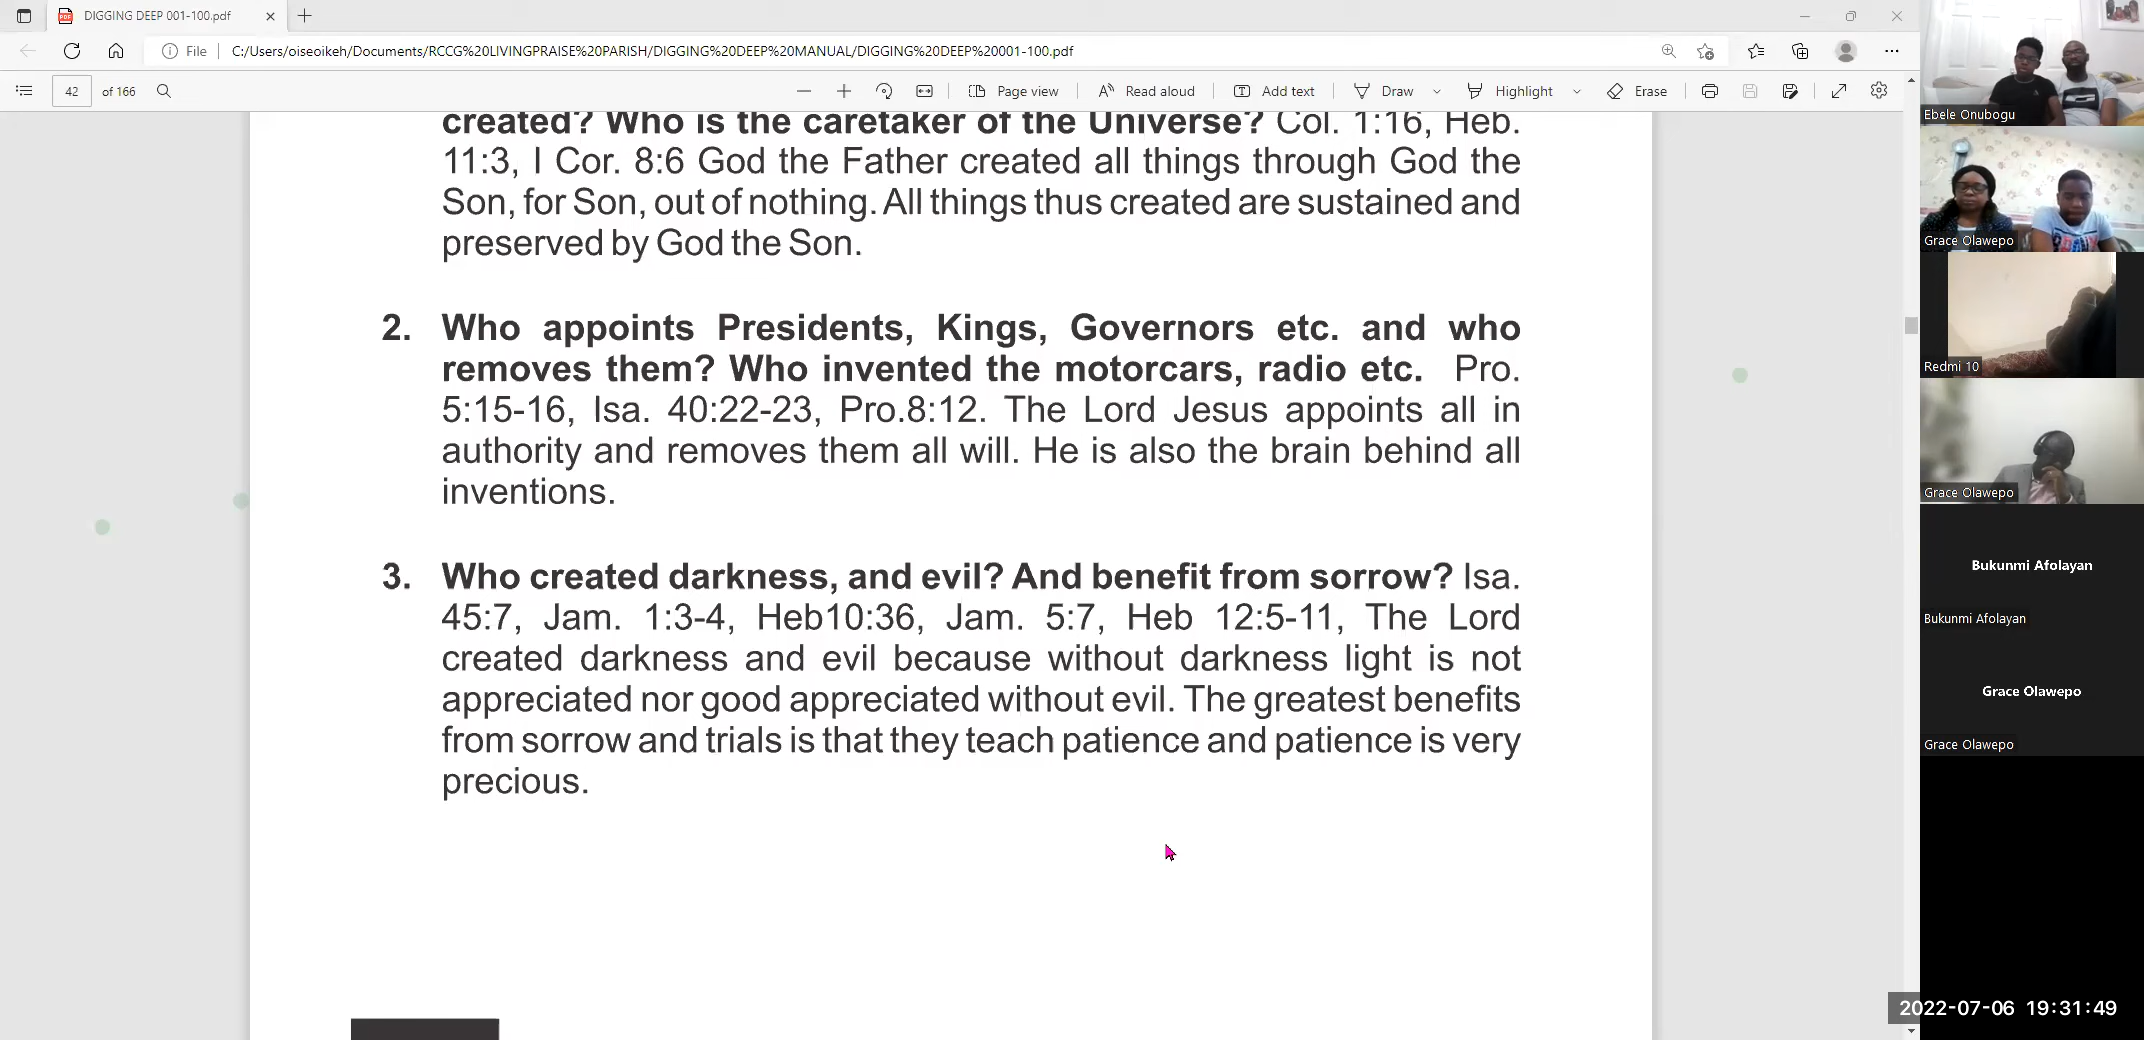 DIGGING DEEP 001-100.pdf
File
C:/Users/oiseoikeh/Documents/RCCG%20LIVINGPRAISE%20PARISH/DIGGING%20DEEP%20MANUAL/DIGGING%20DEEP%20001-100.pdf
42 of 166 Page view Read aloud Add text Draw Highlight Erase
created? Who is the caretaker of the Universe? Col. 1:16, Heb.
11:3, I Cor. 8:6 God the Father created all things through God the
Son, for Son, out of nothing. All things thus created are sustained and
preserved by God the Son.
2. Who appoints Presidents, Kings, Governors etc. and who
removes them? Who invented the motorcars, radio etc. Pro.
5:15-16, Isa. 40:22-23, Pro.8:12. The Lord Jesus appoints all in
authority and removes them all will. He is also the brain behind all
inventions.
3. Who created darkness, and evil? And benefit from sorrow? Isa.
45:7, Jam. 1:3-4, Heb10:36, Jam. 5:7, Heb 12:5-11, The Lord
created darkness and evil because without darkness light is not
appreciated nor good appreciated without evil. The greatest benefits
from sorrow and trials is that they teach patience and patience is very
precious.
Ebele Onubogu
Grace Olawepo
Redmi 10
Grace Olawepo
Bukunmi Afolayan
Bukunmi Afolayan
Grace Olawepo
Grace Olawepo
2022-07-06 19:31:49